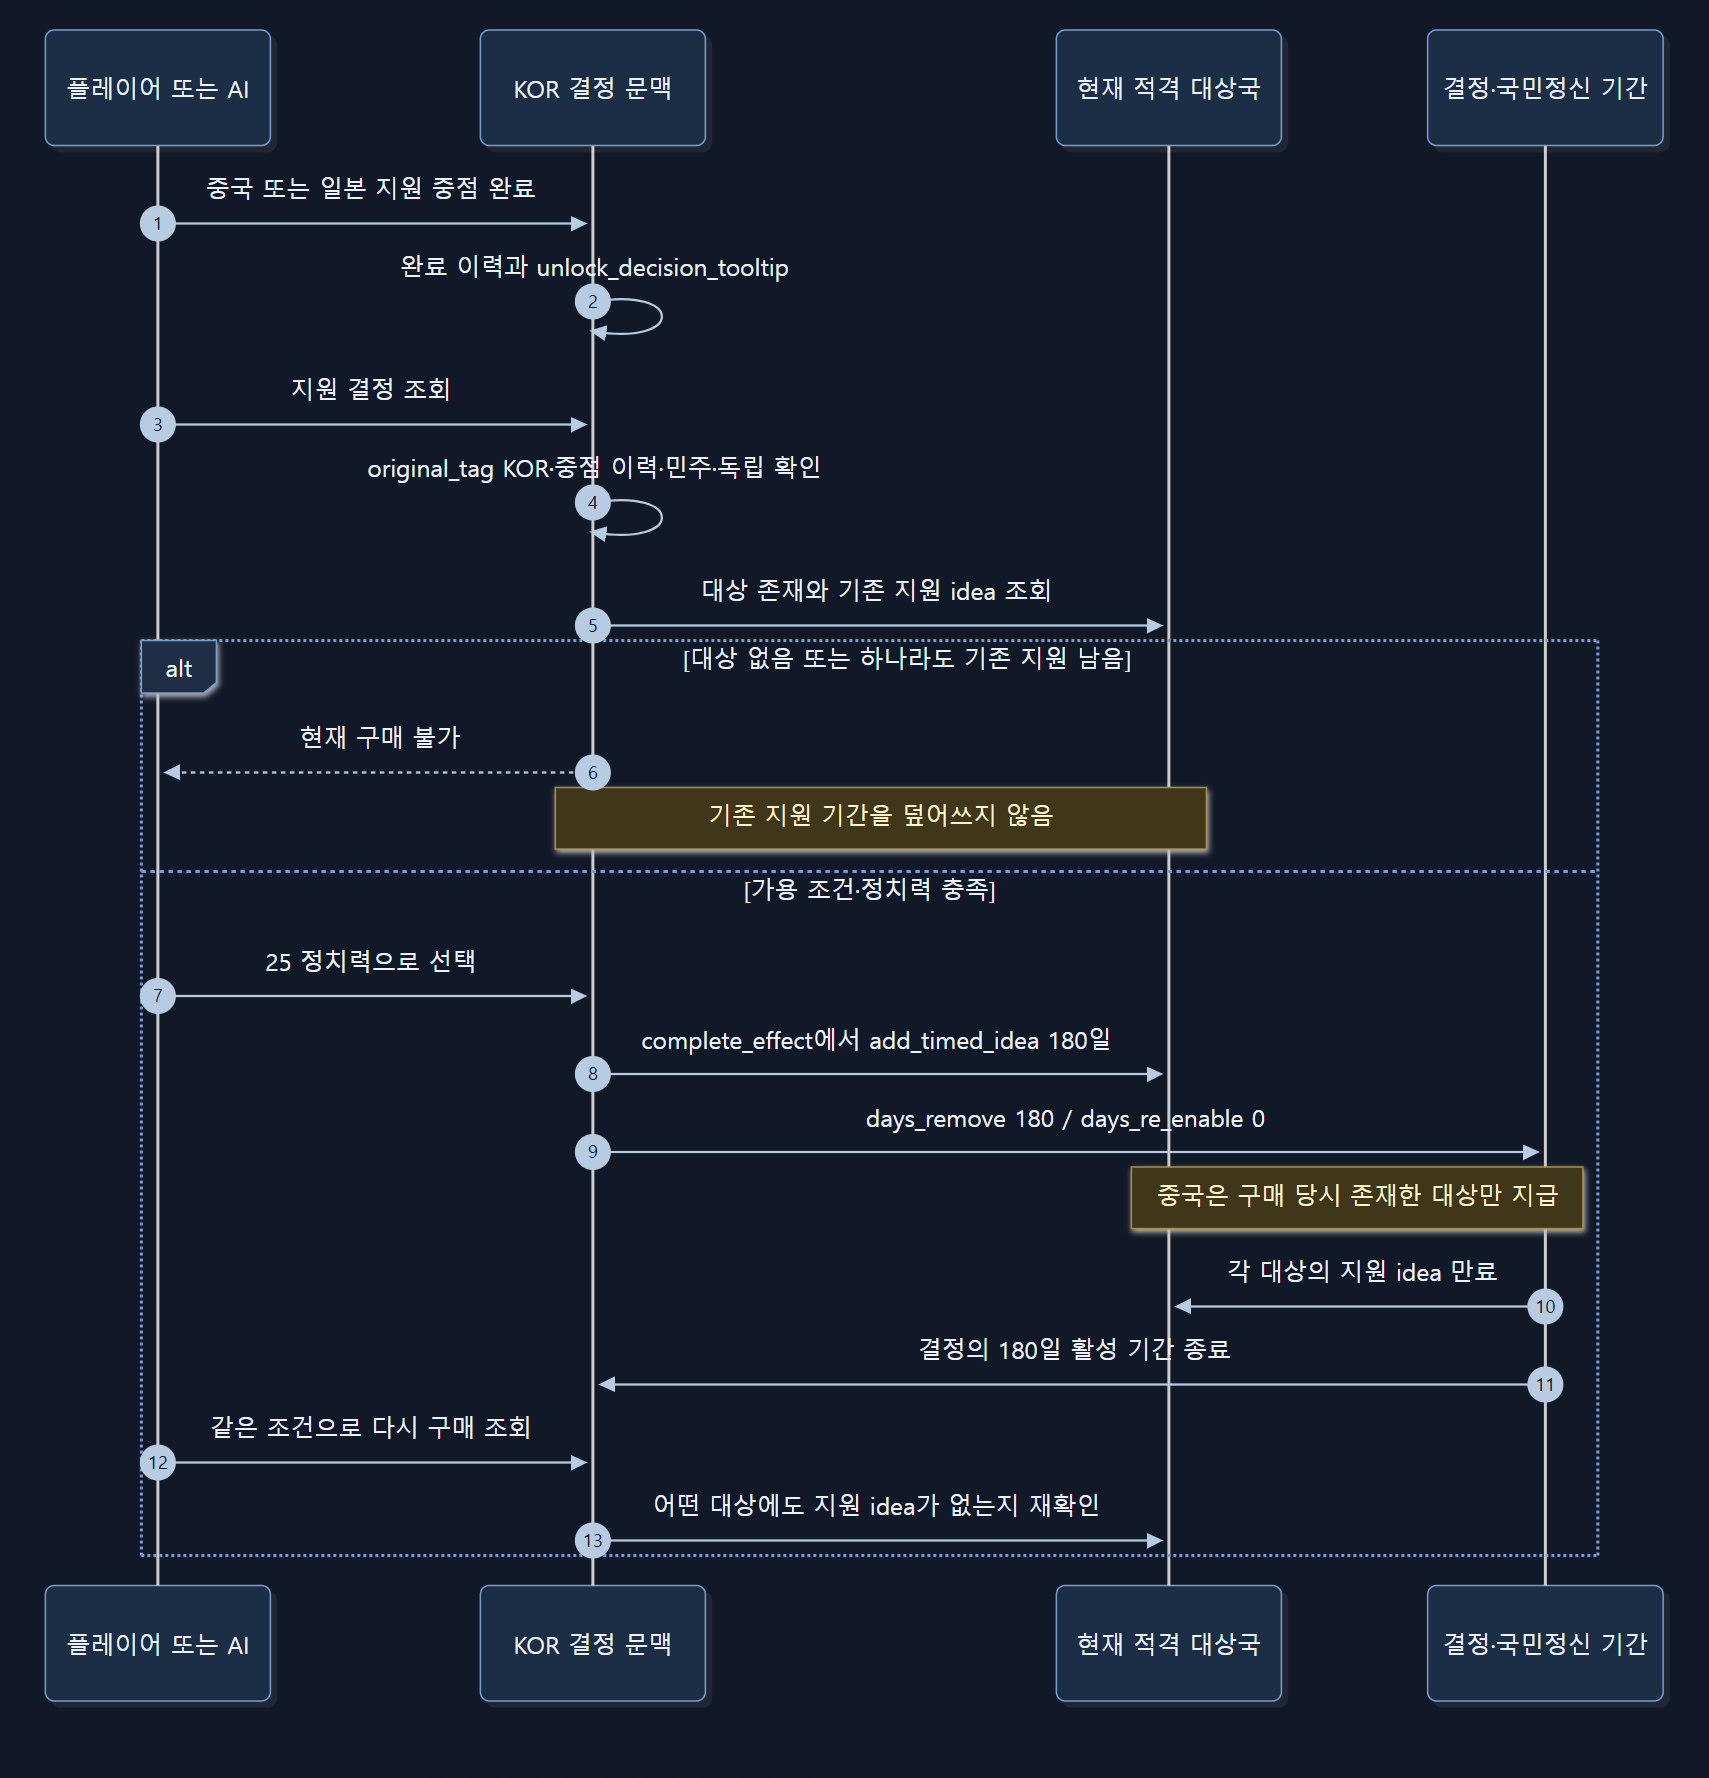 플레이어 또는 AI
KOR 결정 문맥
현재 적격 대상국
결정·국민정신 기간
중국 또는 일본 지원 중점 완료
1
완료 이력과 unlock_decision_tooltip
2
지원 결정 조회
3
original_tag KOR·중점 이력·민주·독립 확인
4
대상 존재와 기존 지원 idea 조회
5
alt
[대상 없음 또는 하나라도 기존 지원 남음]
현재 구매 불가
6
기존 지원 기간을 덮어쓰지 않음
[가용 조건·정치력 충족]
25 정치력으로 선택
7
complete_effect에서 add_timed_idea 180일
8
days_remove 180 / days_re_enable 0
9
중국은 구매 당시 존재한 대상만 지급
각 대상의 지원 idea 만료
10
결정의 180일 활성 기간 종료
11
같은 조건으로 다시 구매 조회
12
어떤 대상에도 지원 idea가 없는지 재확인
13
플레이어 또는 AI
KOR 결정 문맥
현재 적격 대상국
결정·국민정신 기간